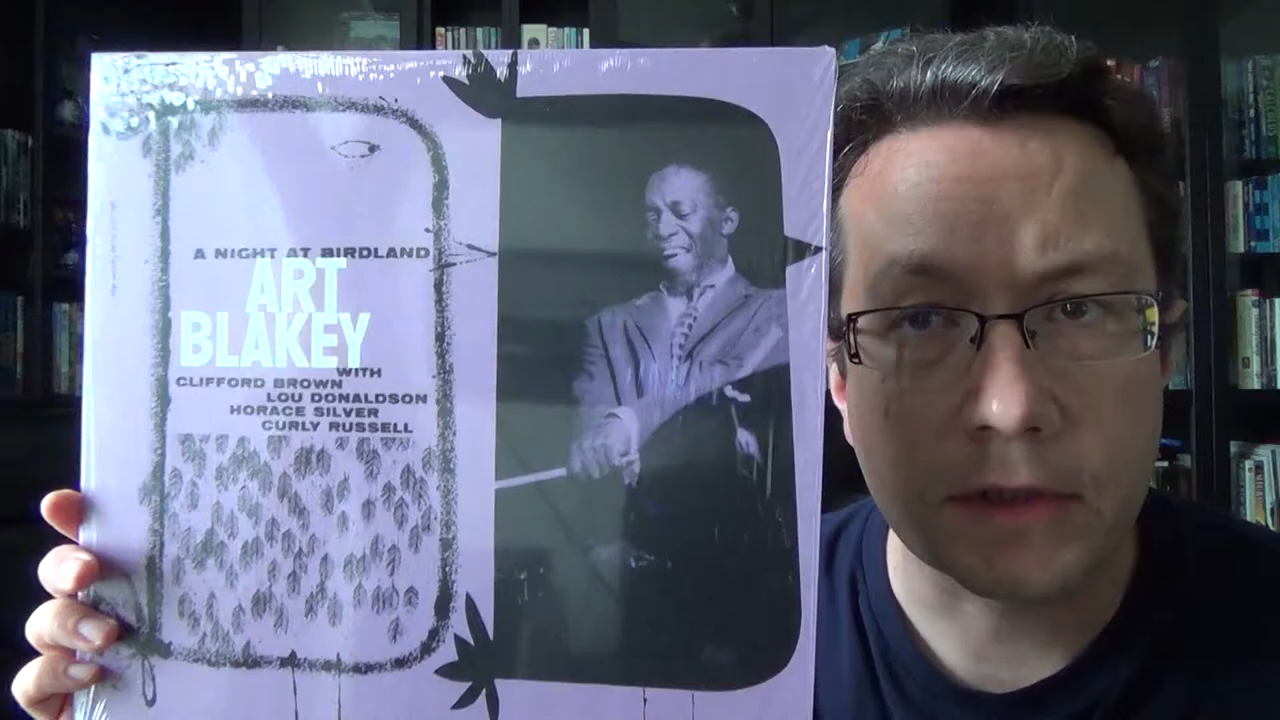 A NIGHT AT BIRDLAND
ART
BLAKEY
WITH
CLIFFORD BROWN
LOU DONALDSON
HORACE SILVER
CURLY RUSSELL